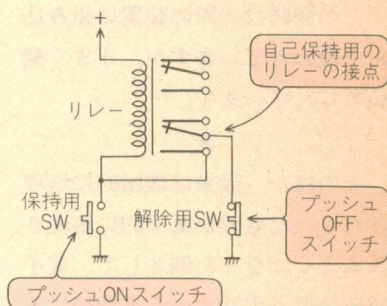 +
自己保持用の
リレーの接点
リレー
保持用
SW
解除用SW
プッシュ
OFF
スイッチ
プッシュONスイッチ